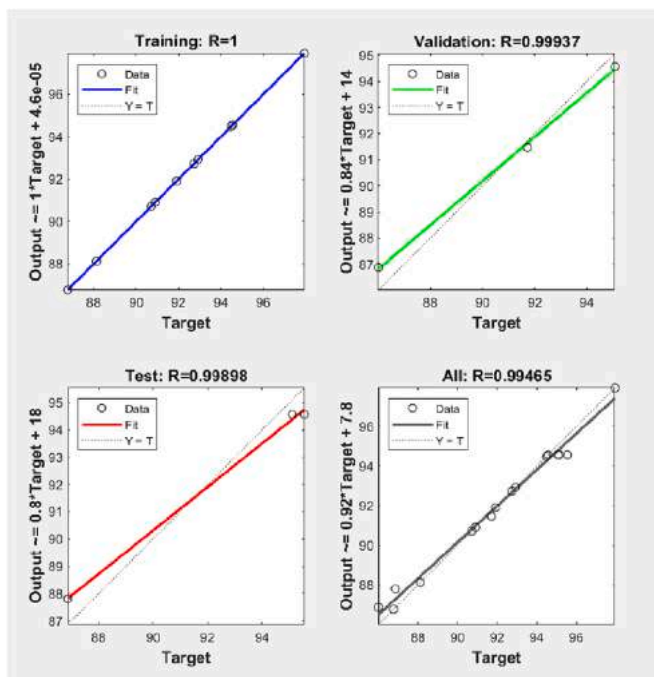 Training: R=1
Output ~= 1*Target + 4.6e-05
Data
Fit
Y = T
96
94
92
90
88
88 90 92 94 96
Target
Validation: R=0.99937
Output ~= 0.84*Target + 14
Data
Fit
Y = T
95
94
93
92
91
90
89
88
87
88 90 92 94
Target
Test: R=0.99898
Output ~= 0.8*Target + 18
Data
Fit
Y = T
95
94
93
92
91
90
89
88
87
88 90 92 94
Target
All: R=0.99465
Output ~= 0.92*Target + 7.8
Data
Fit
Y = T
96
94
92
90
88
88 90 92 94 96
Target